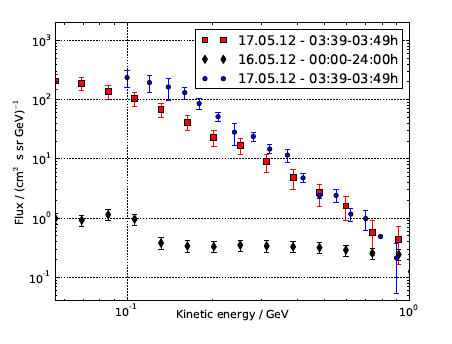 17.05.12 - 03:39-03:49h
16.05.12 - 00:00-24:00h
17.05.12 - 03:39-03:49h
Flux / (cm² s sr GeV)⁻¹
10³
10²
10¹
10⁰
10⁻¹
10⁻¹
10⁰
Kinetic energy / GeV